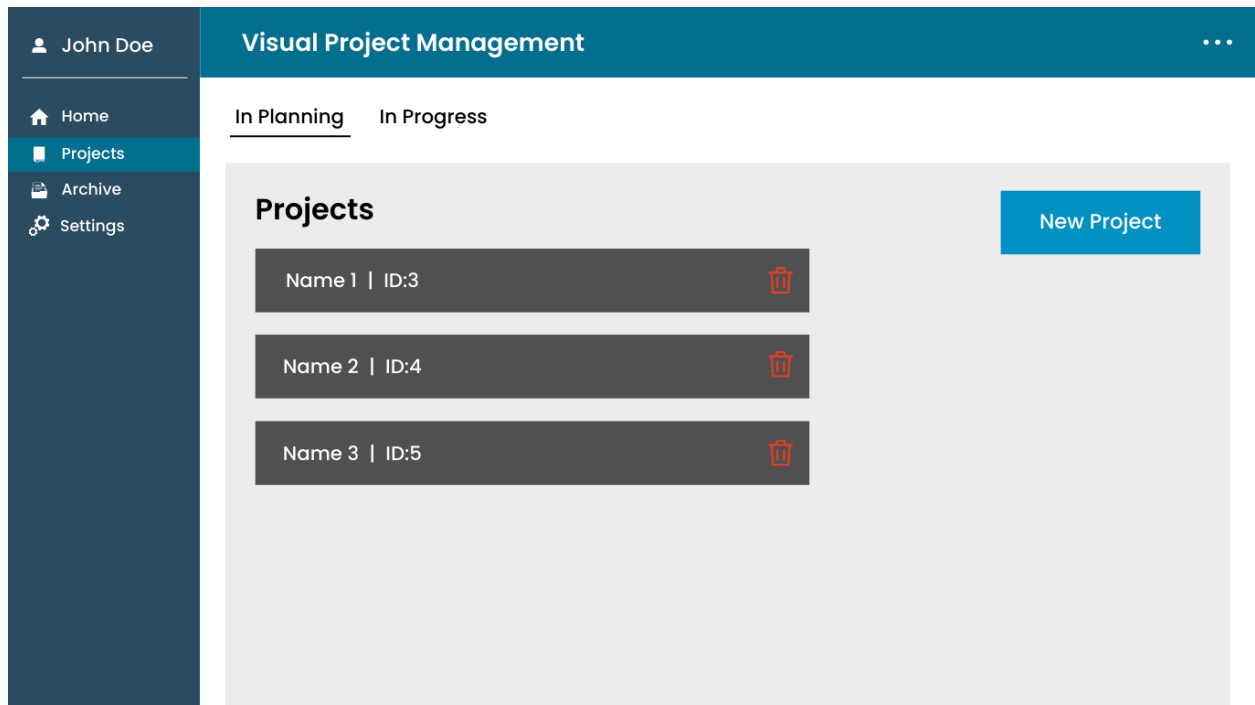 John Doe
Home
Projects
Archive
Settings
Visual Project Management
In Planning
In Progress
Projects
New Project
Name 1 | ID:3
Name 2 | ID:4
Name 3 | ID:5